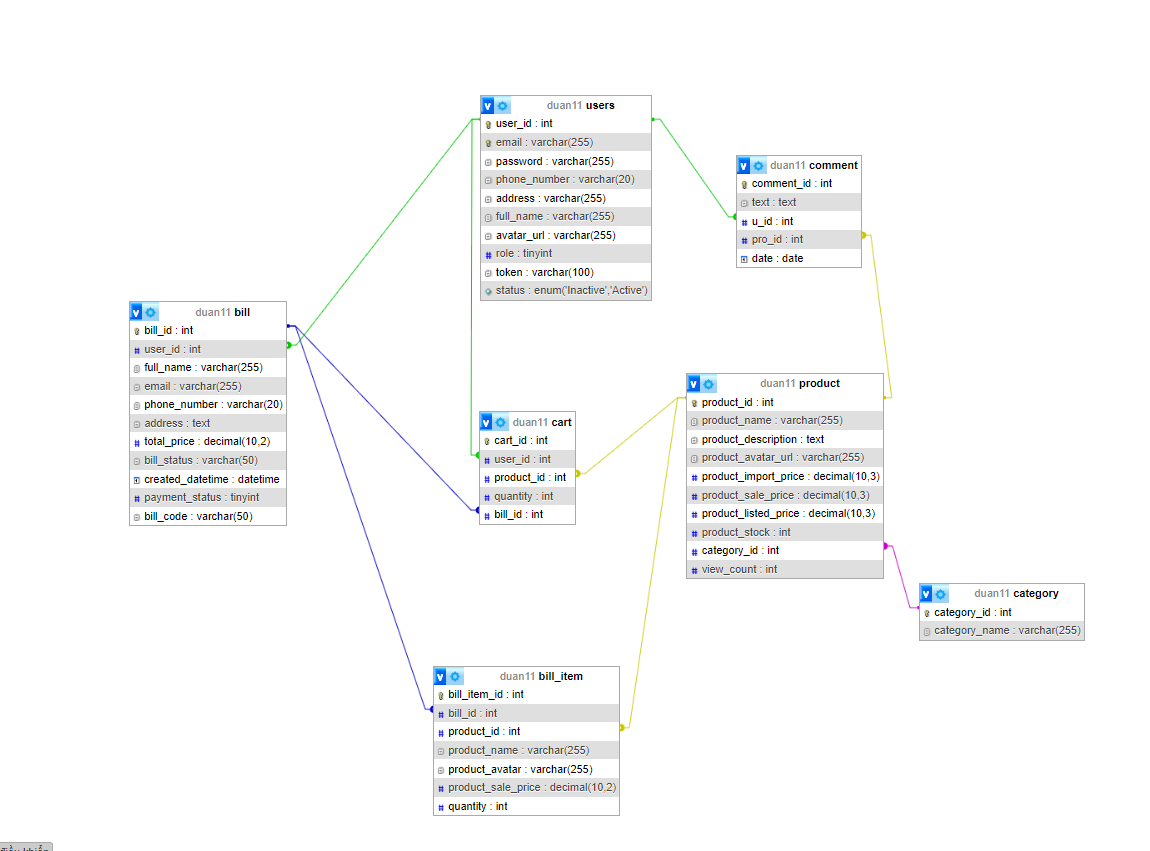 duan11 users
user_id : int
email : varchar(255)
password : varchar(255)
phone_number : varchar(20)
address : varchar(255)
full_name : varchar(255)
avatar_url : varchar(255)
role : tinyint
token : varchar(100)
status : enum('Inactive','Active')
duan11 comment
comment_id : int
text : text
u_id : int
pro_id : int
date : date
duan11 bill
bill_id : int
user_id : int
full_name : varchar(255)
email : varchar(255)
phone_number : varchar(20)
address : text
total_price : decimal(10,2)
bill_status : varchar(50)
created_datetime : datetime
payment_status : tinyint
bill_code : varchar(50)
duan11 cart
cart_id : int
user_id : int
product_id : int
quantity : int
bill_id : int
duan11 product
product_id : int
product_name : varchar(255)
product_description : text
product_avatar_url : varchar(255)
product_import_price : decimal(10,3)
product_sale_price : decimal(10,3)
product_listed_price : decimal(10,3)
product_stock : int
category_id : int
view_count : int
duan11 category
category_id : int
category_name : varchar(255)
duan11 bill_item
bill_item_id : int
bill_id : int
product_id : int
product_name : varchar(255)
product_avatar : varchar(255)
product_sale_price : decimal(10,2)
quantity : int